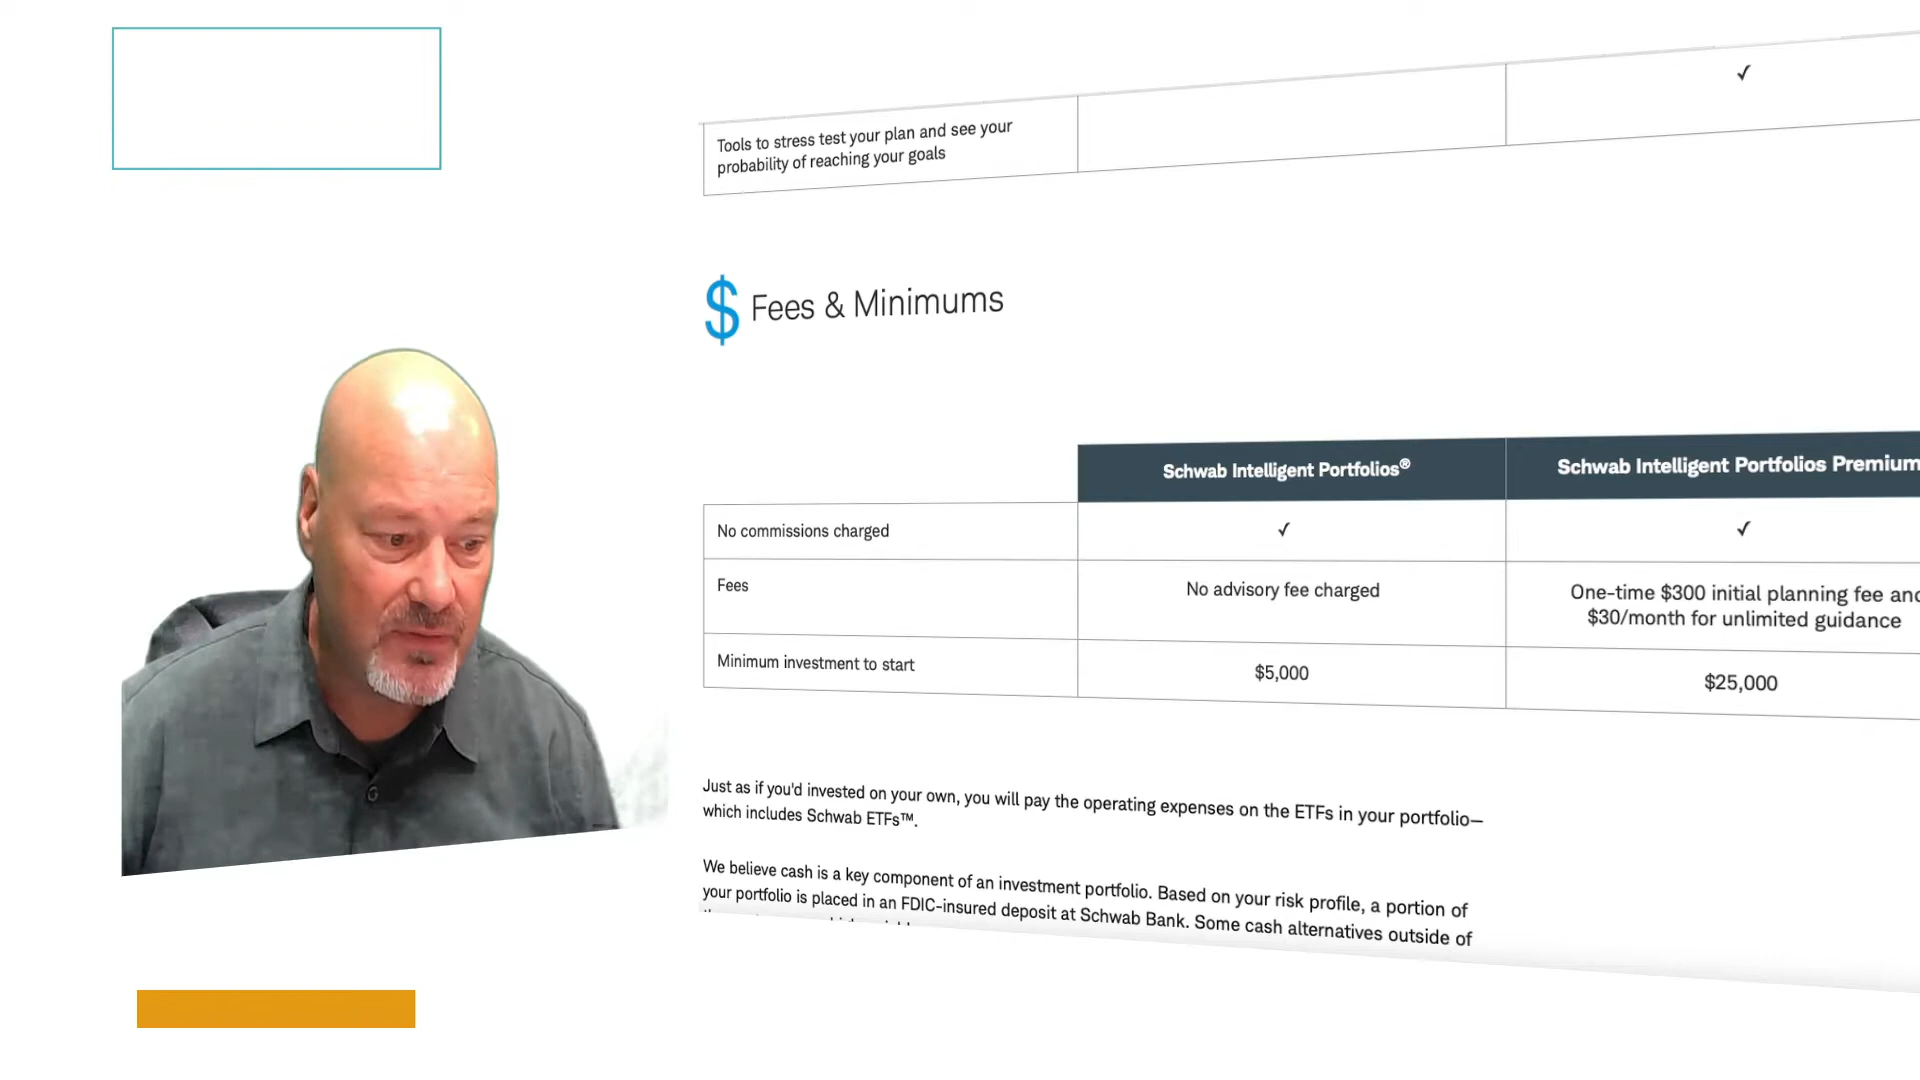 ✓
Tools to stress test your plan and see your
probability of reaching your goals
$ Fees & Minimums
Schwab Intelligent Portfolios® Schwab Intelligent Portfolios Premium
No commissions charged ✓ ✓
Fees No advisory fee charged One-time $300 initial planning fee and
$30/month for unlimited guidance
Minimum investment to start $5,000 $25,000
Just as if you'd invested on your own, you will pay the operating expenses on the ETFs in your portfolio—
which includes Schwab ETFs™.
We believe cash is a key component of an investment portfolio. Based on your risk profile, a portion of
your portfolio is placed in an FDIC-insured deposit at Schwab Bank. Some cash alternatives outside of